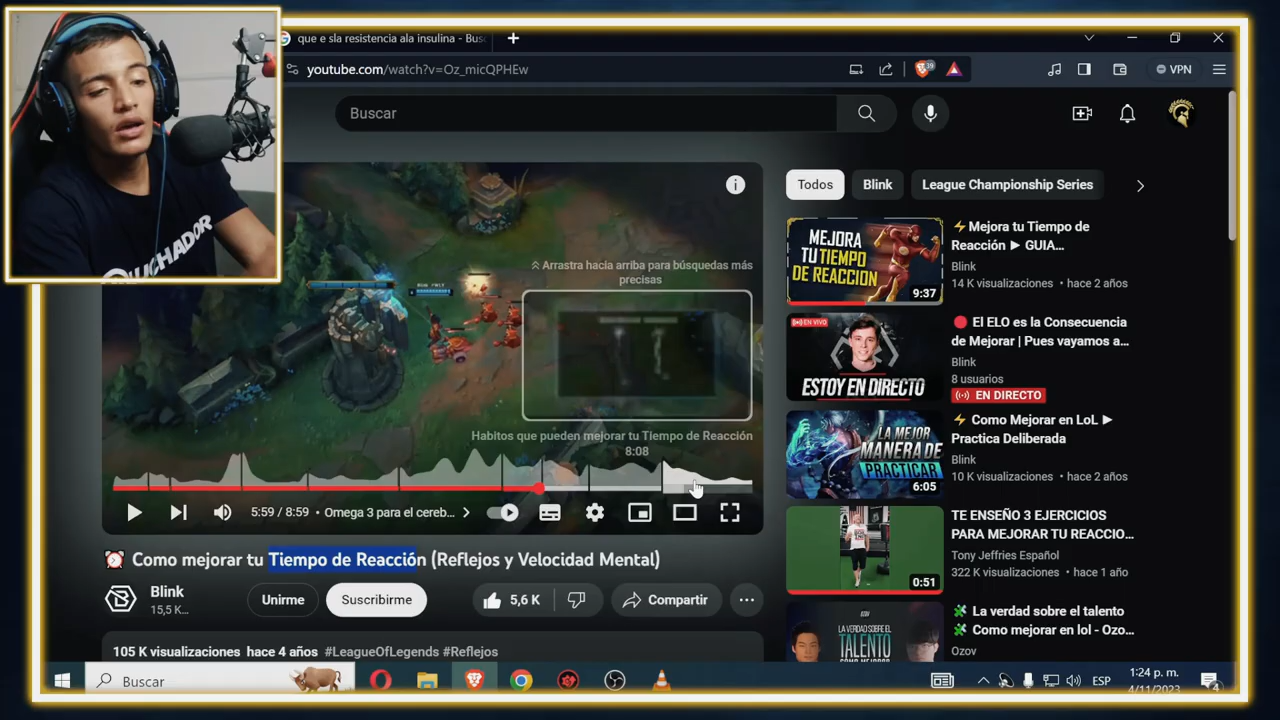 que e sla resistencia ala insulina - Bus
youtube.com/watch?v=Oz_micQPHEw
39
VPN
Buscar
LUCHADOR
Todos
Blink
League Championship Series
Arrastra hacia arriba para búsquedas más
precisas
Habitos que pueden mejorar tu Tiempo de Reacción
8:08
5:59 / 8:59 • Omega 3 para el cereb...
⏰ Como mejorar tu Tiempo de Reacción (Reflejos y Velocidad Mental)
Blink
15,5 K...
Unirme
Suscribirme
5,6 K
Compartir
105 K visualizaciones hace 4 años #LeagueOfLegends #Reflejos
MEJORA
TU TIEMPO
DE REACCION
9:37
⚡Mejora tu Tiempo de
Reacción ► GUIA...
Blink
14 K visualizaciones • hace 2 años
EN VIVO
ESTOY EN DIRECTO
🔴 El ELO es la Consecuencia
de Mejorar | Pues vayamos a...
Blink
8 usuarios
EN DIRECTO
LA MEJOR
MANERA DE
PRACTICAR
6:05
⚡ Como Mejorar en LoL ►
Practica Deliberada
Blink
10 K visualizaciones • hace 2 años
0:51
TE ENSEÑO 3 EJERCICIOS
PARA MEJORAR TU REACCIO...
Tony Jeffries Español
322 K visualizaciones • hace 1 año
LA VERDAD SOBRE EL
TALENTO
🧩 La verdad sobre el talento
🧩 Como mejorar en lol - Ozo...
Ozov
Buscar
ESP
1:24 p. m.
4/11/2023
4